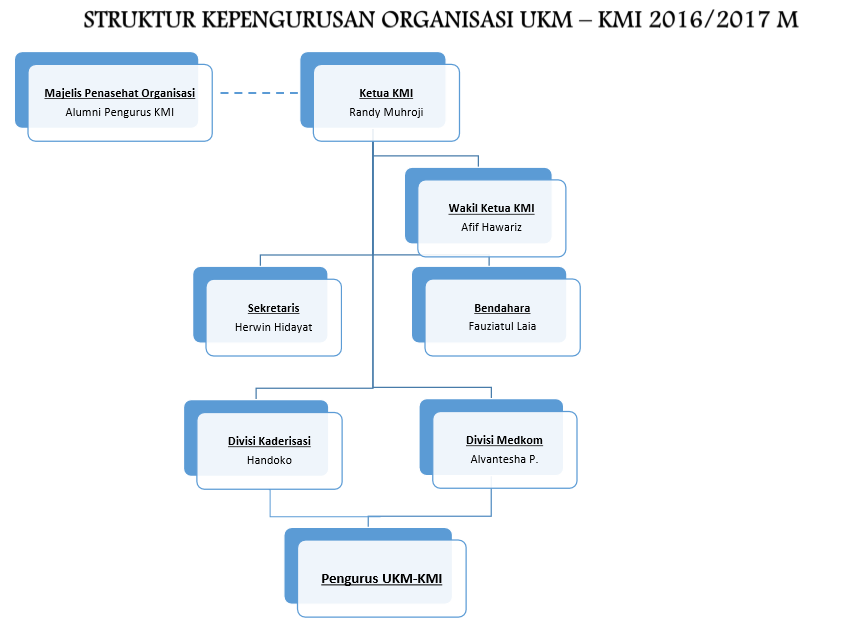 STRUKTUR KEPENGURUSAN ORGANISASI UKM – KMI 2016/2017 M
Majelis Penasehat Organisasi
Alumni Pengurus KMI
Ketua KMI
Randy Muhroji
Wakil Ketua KMI
Afif Hawariz
Sekretaris
Herwin Hidayat
Bendahara
Fauziatul Laia
Divisi Kaderisasi
Handoko
Divisi Medkom
Alvantesha P.
Pengurus UKM-KMI